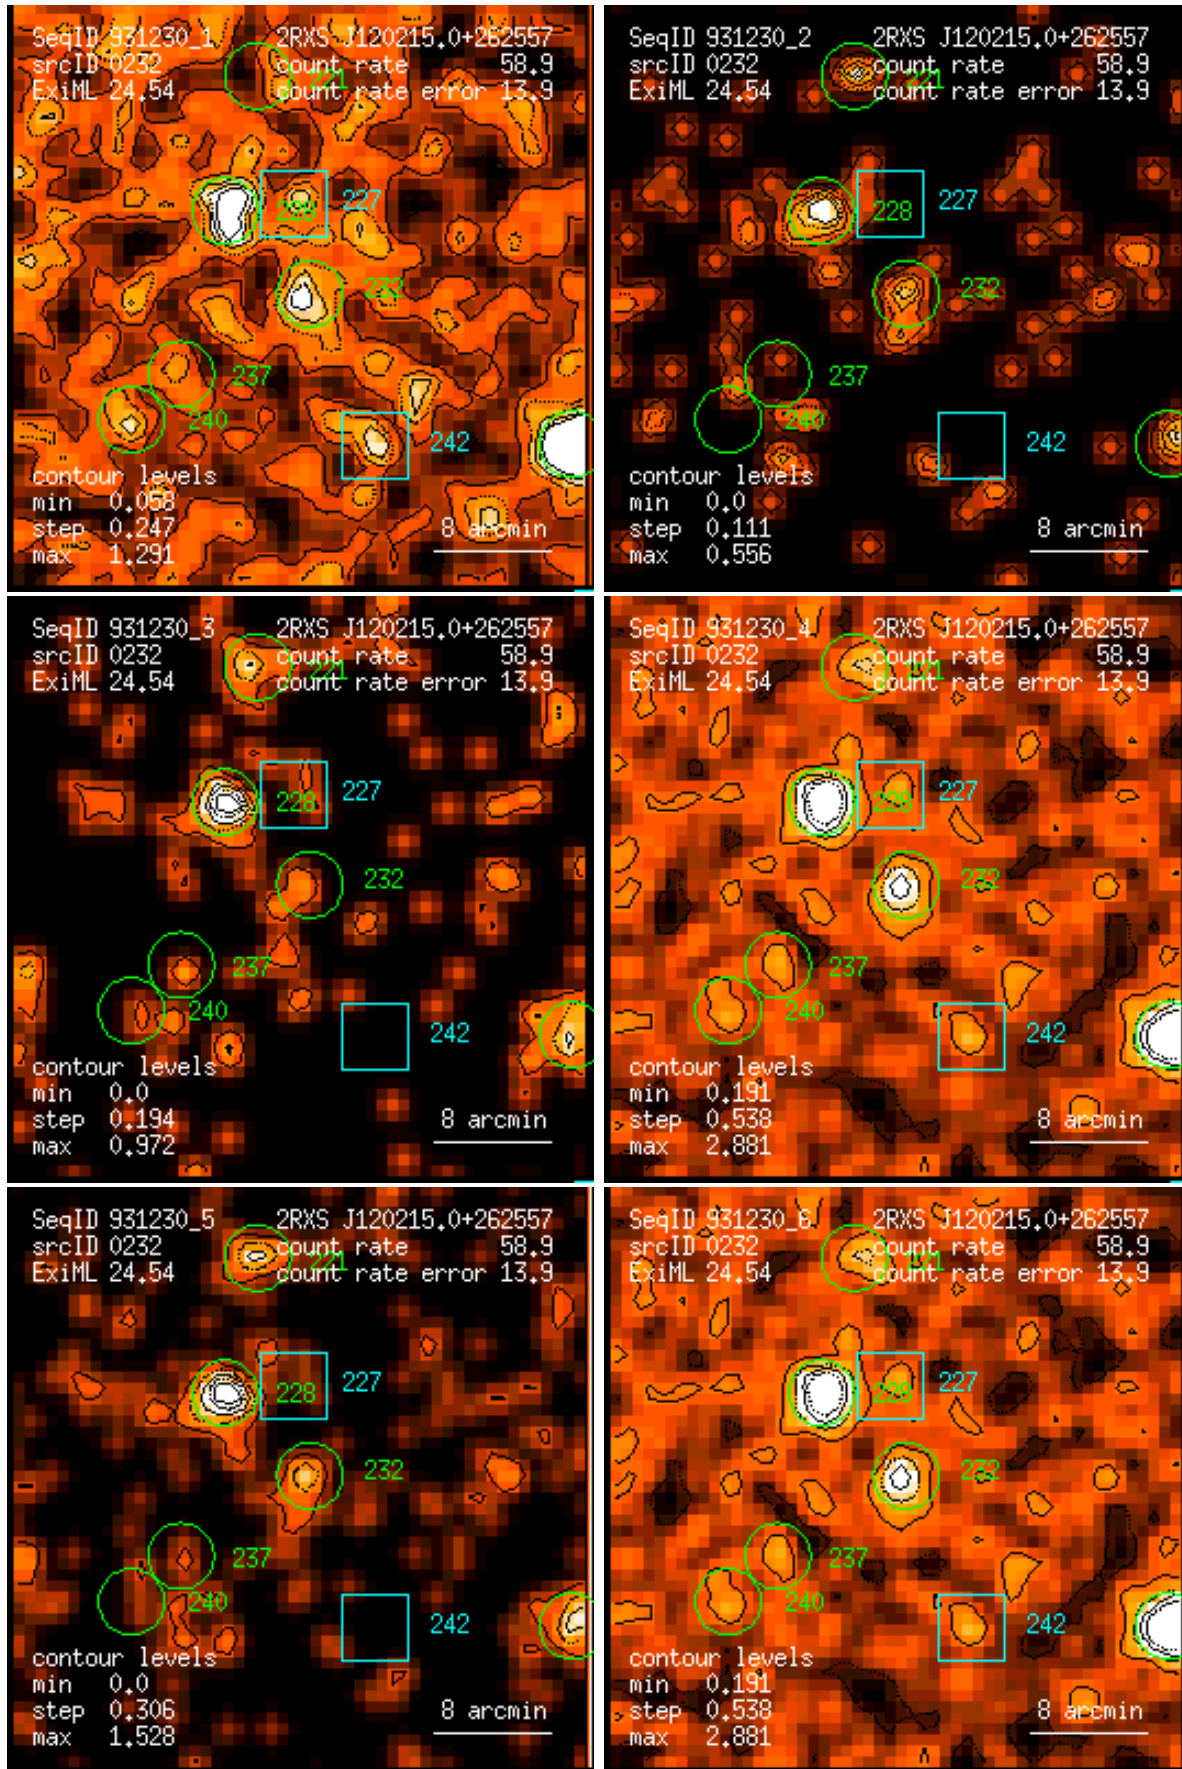 SeqID 931230_1 2RXS J120215.0+262557
srcID 0232 count rate 58.9
ExiML 24.54 count rate error 13.9
221
227
228
232
237
240
242
contour levels
min 0.058
step 0.247 8 arcmin
max 1.291
SeqID 931230_2 2RXS J120215.0+262557
srcID 0232 count rate 58.9
ExiML 24.54 count rate error 13.9
221
228 227
232
237
240
242
contour levels
min 0.0
step 0.111 8 arcmin
max 0.556
SeqID 931230_3 2RXS J120215.0+262557
srcID 0232 count rate 58.9
ExiML 24.54 count rate error 13.9
221
228 227
232
237
240
242
contour levels
min 0.0
step 0.194 8 arcmin
max 0.972
SeqID 931230_4 2RXS J120215.0+262557
srcID 0232 count rate 58.9
ExiML 24.54 count rate error 13.9
221
228 227
232
237
240
242
contour levels
min 0.191
step 0.538 8 arcmin
max 2.881
SeqID 931230_5 2RXS J120215.0+262557
srcID 0232 count rate 58.9
ExiML 24.54 count rate error 13.9
221
228 227
232
237
240
242
contour levels
min 0.0
step 0.306 8 arcmin
max 1.528
SeqID 931230_6 2RXS J120215.0+262557
srcID 0232 count rate 58.9
ExiML 24.54 count rate error 13.9
221
228 227
232
237
240
242
contour levels
min 0.191
step 0.538 8 arcmin
max 2.881